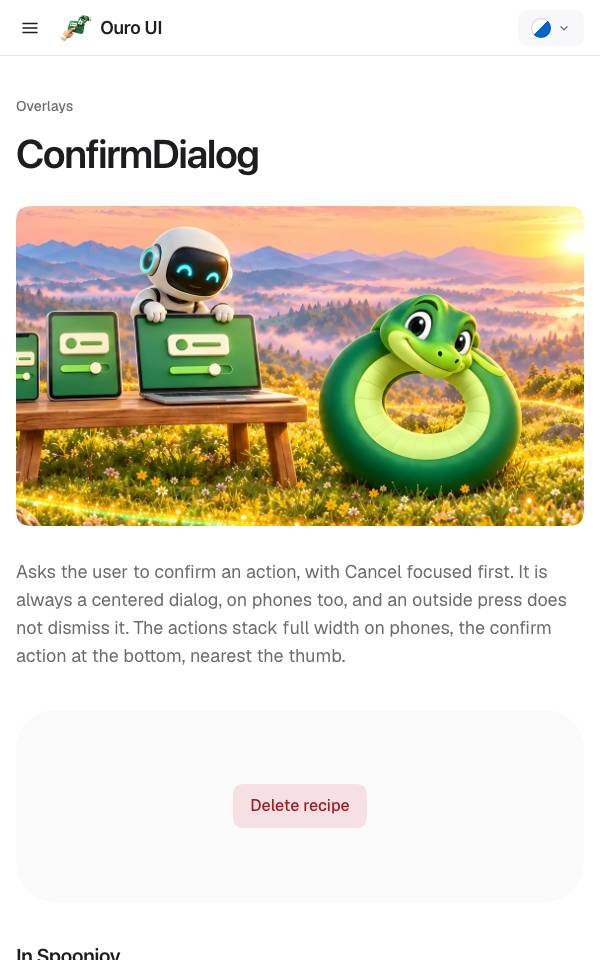 Ouro UI
Overlays
ConfirmDialog
Asks the user to confirm an action, with Cancel focused first. It is
always a centered dialog, on phones too, and an outside press does
not dismiss it. The actions stack full width on phones, the confirm
action at the bottom, nearest the thumb.
Delete recipe
In Spoonjoy